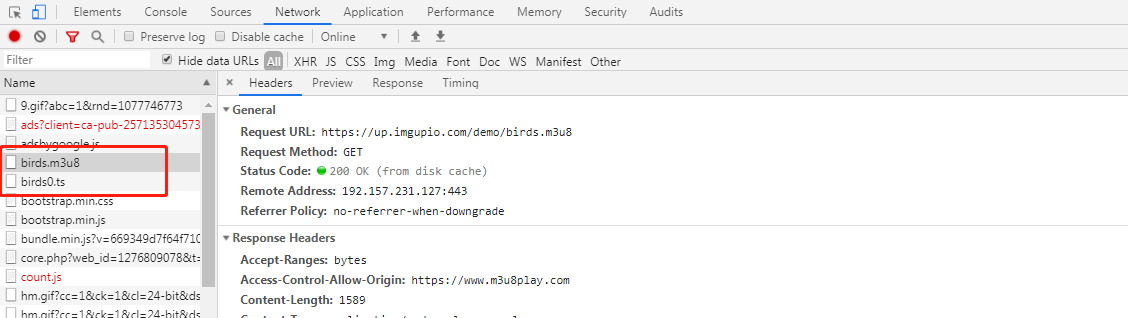 Elements Console Sources Network Application Performance Memory Security Audits
Preserve log Disable cache Online
Filter Hide data URLs All XHR JS CSS Img Media Font Doc WS Manifest Other
Name × Headers Preview Response Timing
9.gif?abc=1&rnd=1077746773
ads?client=ca-pub-257135304573
adsbygoogle.js
birds.m3u8
birds0.ts
bootstrap.min.css
bootstrap.min.js
bundle.min.js?v=669349d7f64f710
core.php?web_id=1276809078&t=
count.js
hm.gif?cc=1&ck=1&cl=24-bit&ds
hm.gif?cc=1&ck=1&cl=24-bit&ds
General
Request URL: https://up.imgupio.com/demo/birds.m3u8
Request Method: GET
Status Code: 200 OK (from disk cache)
Remote Address: 192.157.231.127:443
Referrer Policy: no-referrer-when-downgrade
Response Headers
Accept-Ranges: bytes
Access-Control-Allow-Origin: https://www.m3u8play.com
Content-Length: 1589